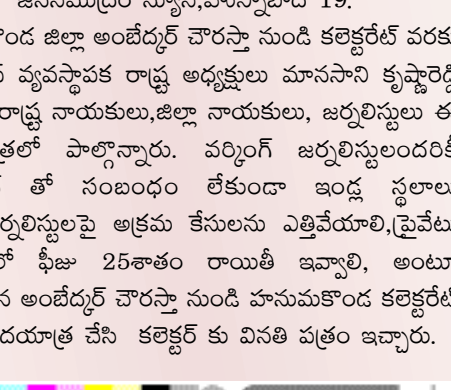 జనసముద్రం న్యూస్,హుస్నాబాద్ 19:
కొండ జిల్లా అంబేద్కర్ చౌరస్తా నుండి కలెక్టరేట్ వరకు
వ్యవస్థాపక రాష్ట్ర అధ్యక్షులు మానసాని కృష్ణారెడ్డి
రాష్ట్ర నాయకులు,జిల్లా నాయకులు, జర్నలిస్టులు ఈ
త్రలో పాల్గొన్నారు. వర్కింగ్ జర్నలిస్టులందరికీ
తో సంబంధం లేకుండా ఇండ్ల స్థలాలు
ర్నలిస్టులపై అక్రమ కేసులను ఎత్తివేయాలి,ప్రైవేటు
లో ఫీజు 25శాతం రాయితీ ఇవ్వాలి, అంటూ
న అంబేద్కర్ చౌరస్తా నుండి హనుమకొండ కలెక్టరేట్
దయాత్ర చేసి కలెక్టర్ కు వినతి పత్రం ఇచ్చారు.